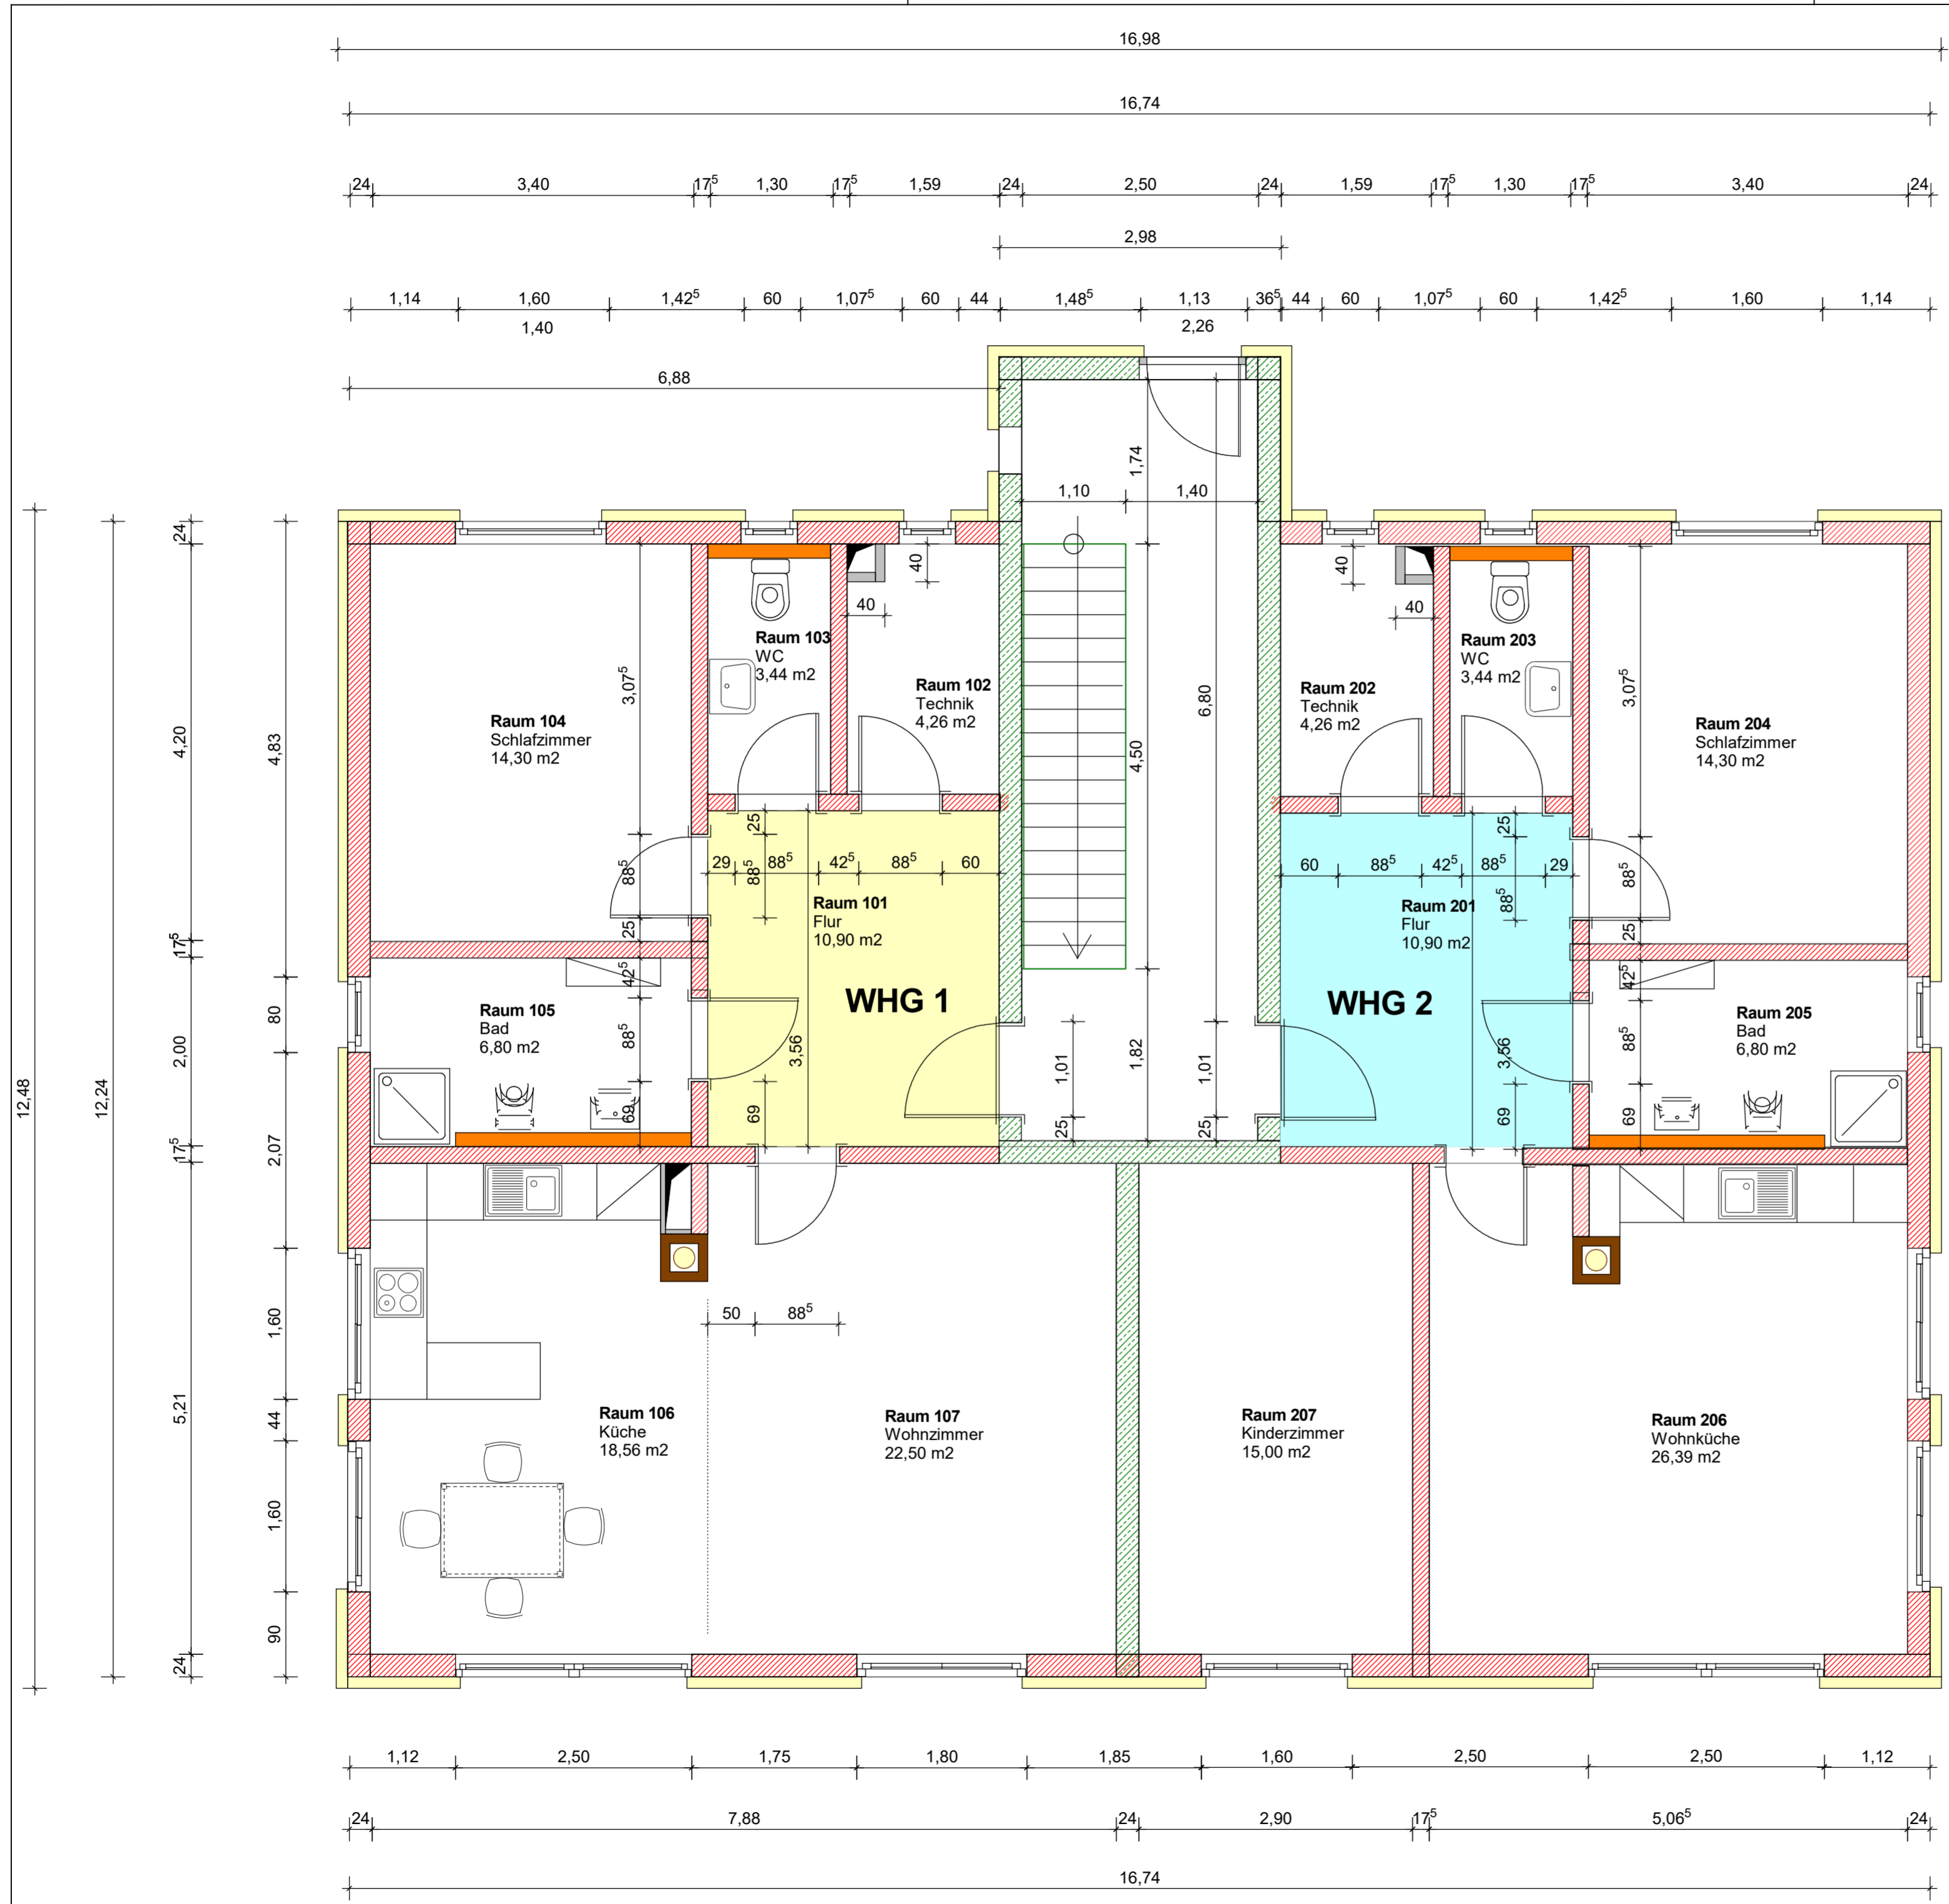 16,98
16,74
24 3,40 17⁵ 1,30 17⁵ 1,59 24 2,50 24 1,59 17⁵ 1,30 17⁵ 3,40 24
2,98
1,14 1,60 1,42⁵ 60 1,07⁵ 60 44 1,48⁵ 1,13 36⁵ 44 60 1,07⁵ 60 1,42⁵ 1,60 1,14
1,40 2,26
6,88
1,74
1,10 1,40
24
40 40
40 40
Raum 103
WC
3,44 m2
Raum 203
WC
3,44 m2
Raum 102
Technik
4,26 m2
Raum 202
Technik
4,26 m2
3,07⁵ 6,80 3,07⁵
Raum 104
Schlafzimmer
14,30 m2
Raum 204
Schlafzimmer
14,30 m2
4,20 4,83 4,50
25 25
29 88⁵ 42⁵ 88⁵ 60
60 88⁵ 42⁵ 88⁵ 29
88⁵ 88⁵ 88⁵ 88⁵
Raum 101
Flur
10,90 m2
Raum 201
Flur
10,90 m2
25 25
17⁵
42⁵ 42⁵
WHG 1
WHG 2
Raum 105
Bad
6,80 m2
Raum 205
Bad
6,80 m2
80
2,00
88⁵ 3,56 1,01 1,82 1,01 3,56 88⁵
12,48 12,24
69 69 69 69
25 25
17⁵ 2,07
50 88⁵
1,60
5,21
44
Raum 106
Küche
18,56 m2
Raum 107
Wohnzimmer
22,50 m2
Raum 207
Kinderzimmer
15,00 m2
Raum 206
Wohnküche
26,39 m2
1,60
90
24
1,12 2,50 1,75 1,80 1,85 1,60 2,50 2,50 1,12
24 7,88 24 2,90 17⁵ 5,06⁵ 24
16,74